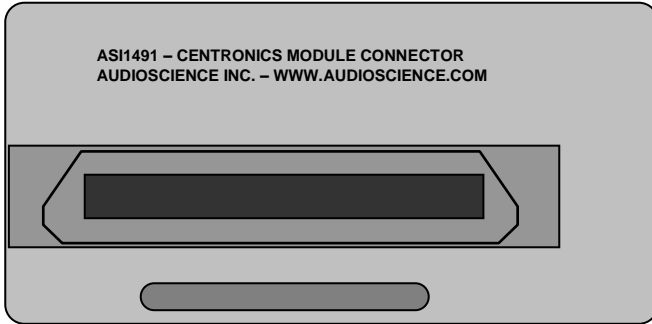 ASI1491 – CENTRONICS MODULE CONNECTOR
AUDIOSCIENCE INC. – WWW.AUDIOSCIENCE.COM